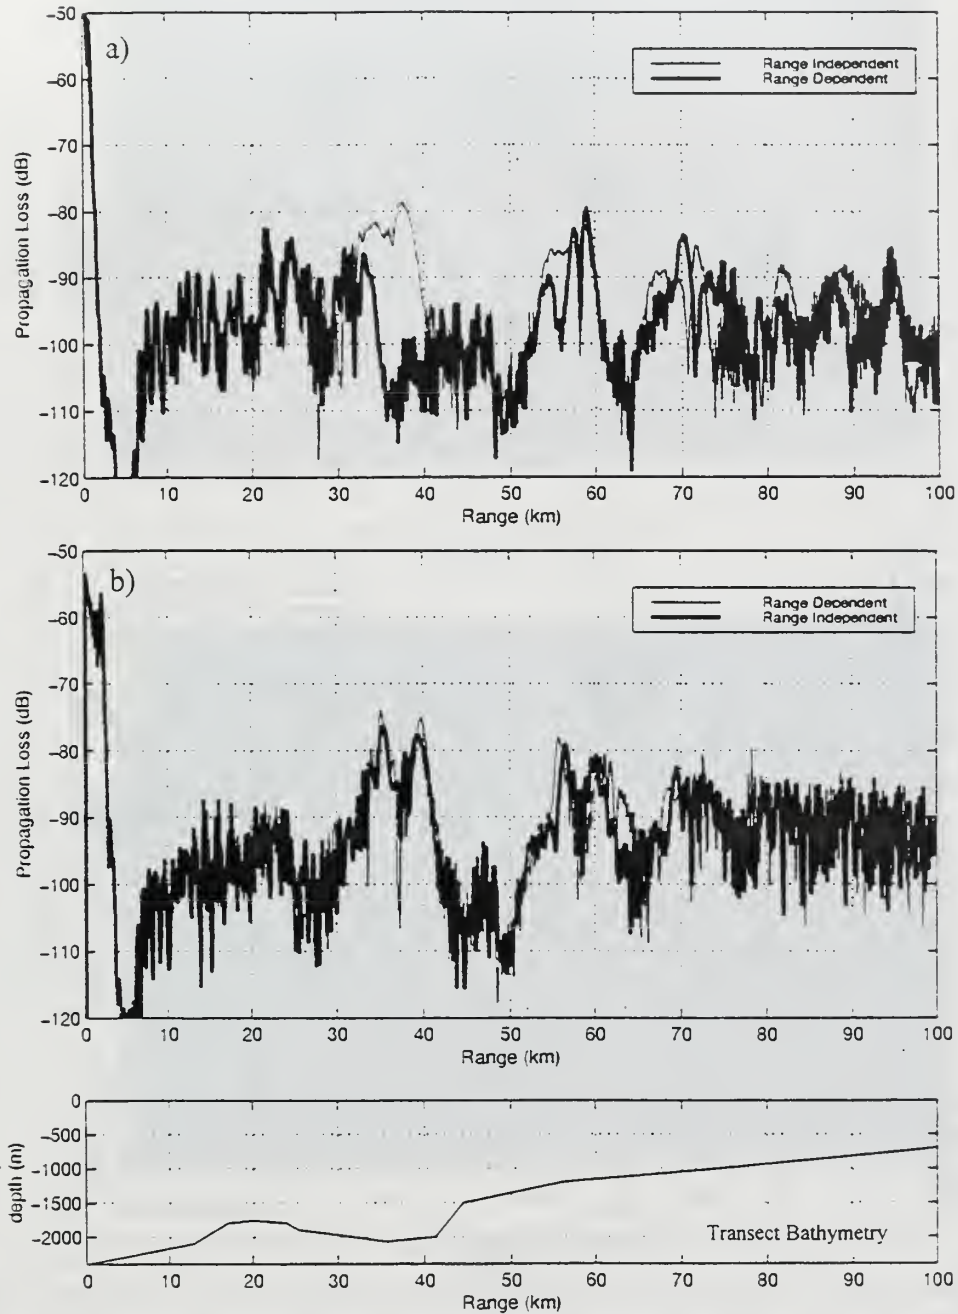 a)
Range Independent
Range Dependent
Propagation Loss (dB)
-50
-60
-70
-80
-90
-100
-110
-120
0 10 20 30 40 50 60 70 80 90 100
Range (km)
b)
Range Dependent
Range Independent
Propagation Loss (dB)
-50
-60
-70
-80
-90
-100
-110
-120
0 10 20 30 40 50 60 70 80 90 100
Range (km)
depth (m)
0
-500
-1000
-1500
-2000
Transect Bathymetry
0 10 20 30 40 50 60 70 80 90 100
Range (km)